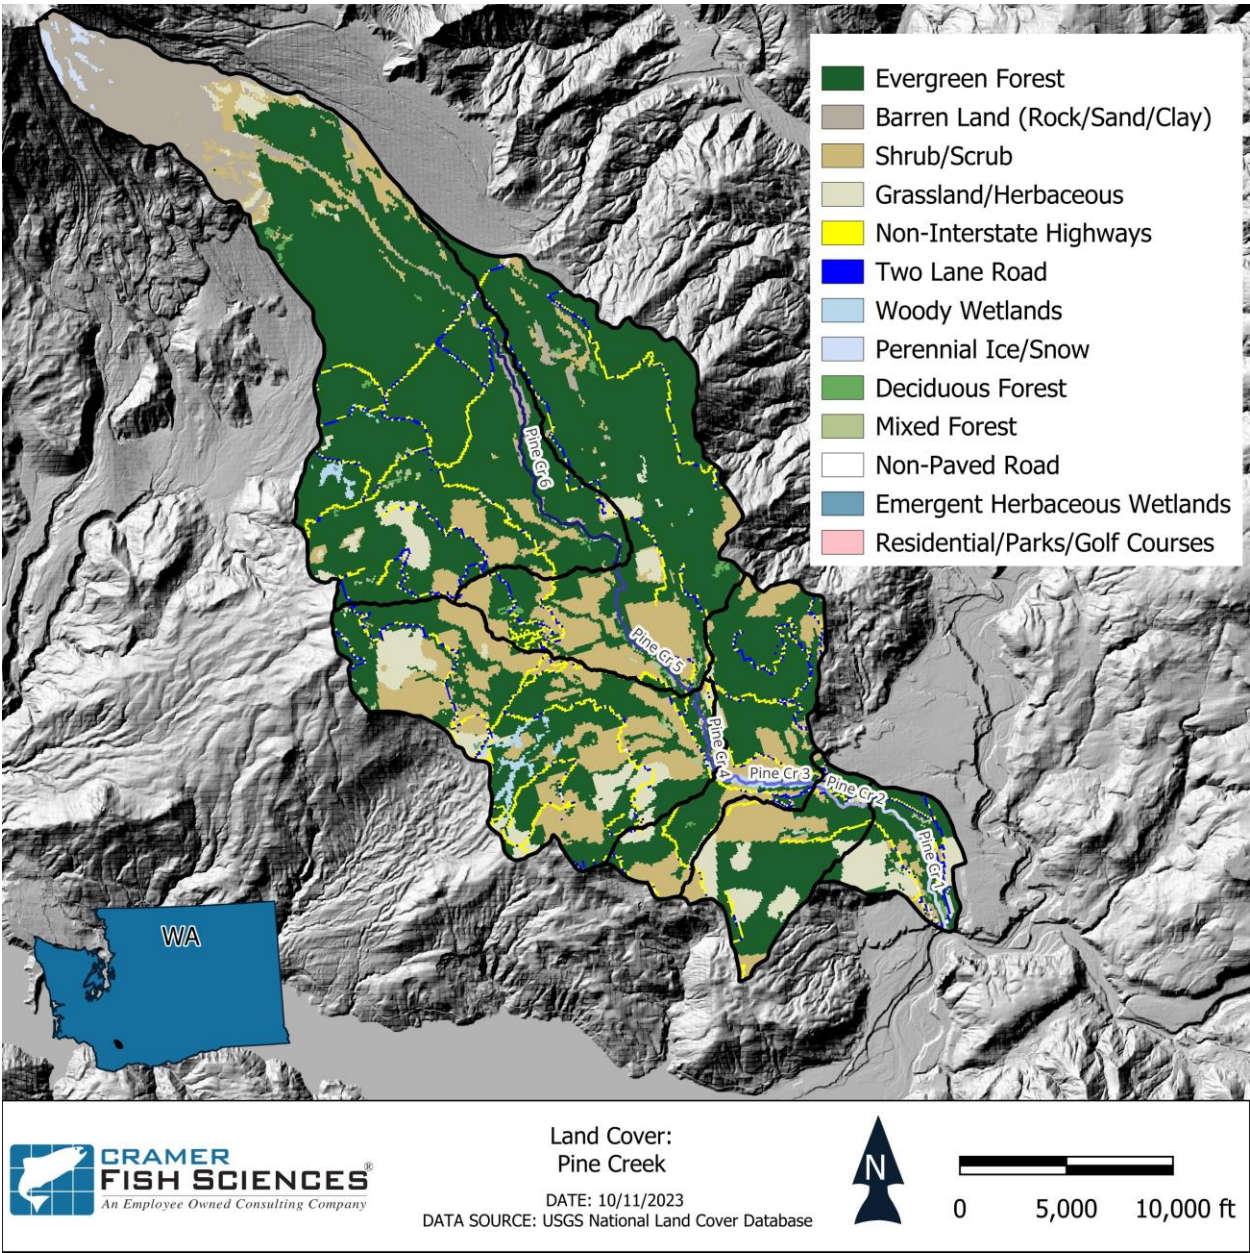 Evergreen Forest
Barren Land (Rock/Sand/Clay)
Shrub/Scrub
Grassland/Herbaceous
Non-Interstate Highways
Two Lane Road
Woody Wetlands
Perennial Ice/Snow
Deciduous Forest
Mixed Forest
Non-Paved Road
Emergent Herbaceous Wetlands
Residential/Parks/Golf Courses
Pine Cr 6
Pine Cr 5
Pine Cr 4
Pine Cr 3
Pine Cr 2
Pine Cr 1
WA
CRAMER
FISH SCIENCES®
An Employee Owned Consulting Company
Land Cover:
Pine Creek
DATE: 10/11/2023
DATA SOURCE: USGS National Land Cover Database
N
0 5,000 10,000 ft